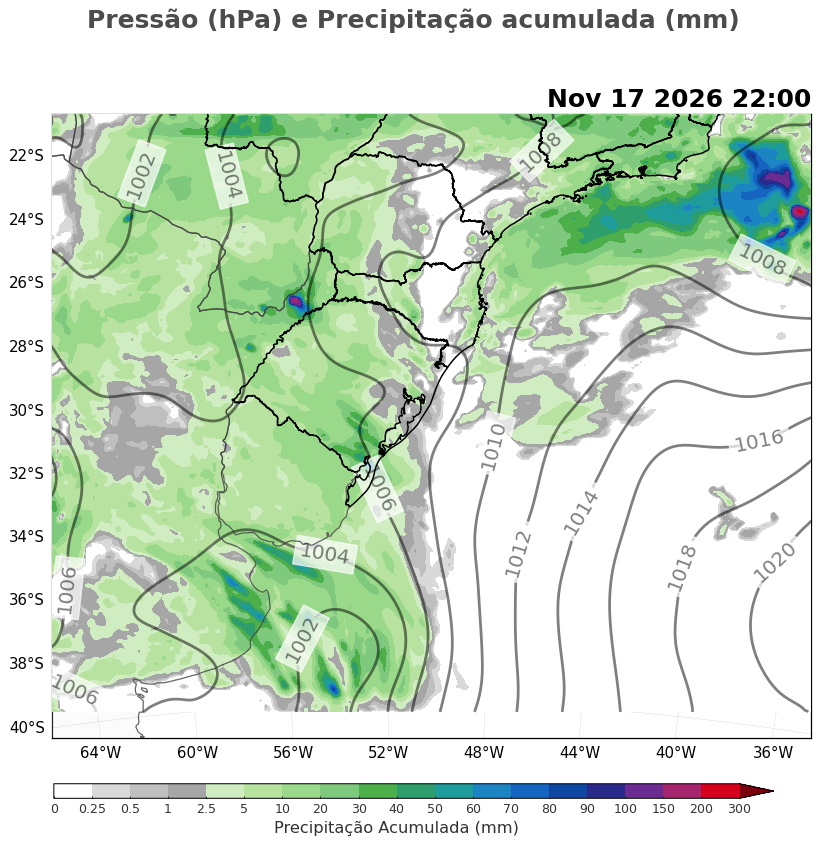 Pressão (hPa) e Precipitação acumulada (mm)
Nov 17 2026 22:00
22°S
24°S
26°S
28°S
30°S
32°S
34°S
36°S
38°S
40°S
1002
1004
1008
1008
1010
1016
1006
1014
1012
1004
1018
1020
1006
1002
1006
64°W 60°W 56°W 52°W 48°W 44°W 40°W 36°W
0 0.25 0.5 1 2.5 5 10 20 30 40 50 60 70 80 90 100 150 200 300
Precipitação Acumulada (mm)